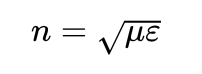 n = √με